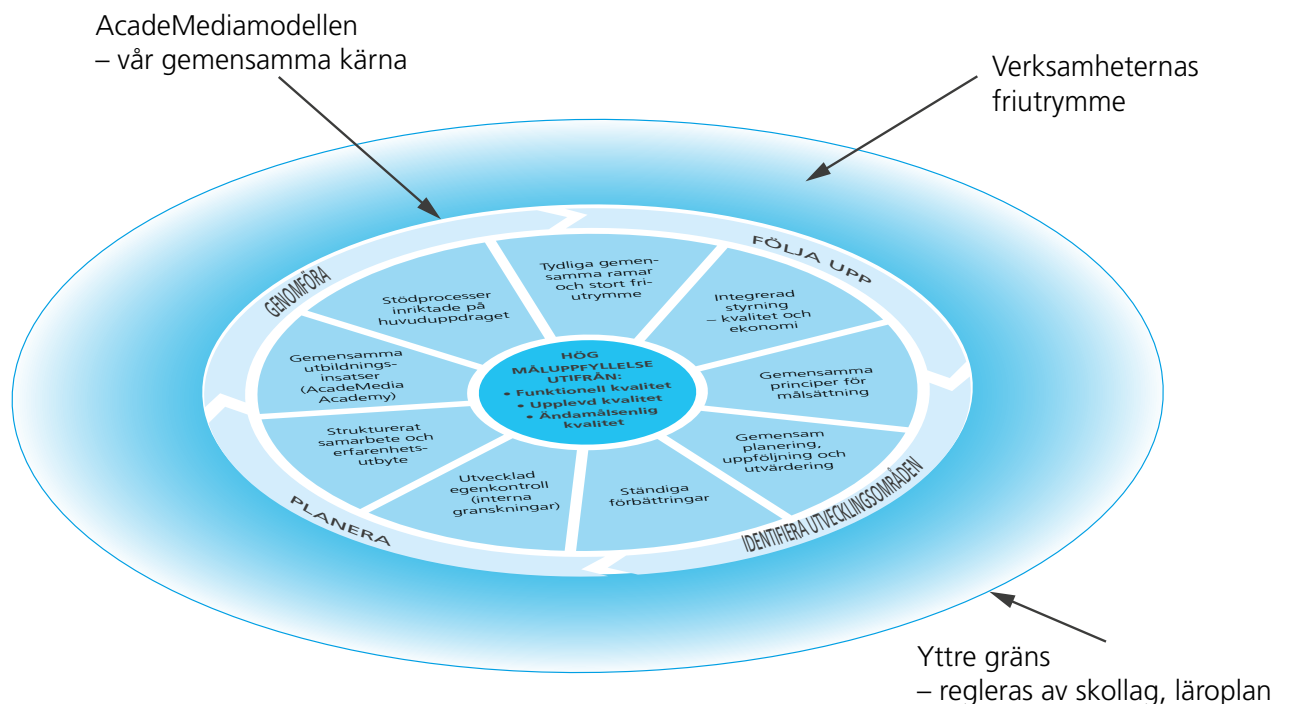 AcadeMediamodellen
– vår gemensamma kärna
Verksamheternas
friutrymme
FÖLJA UPP
GENOMFÖRA
Tydliga gemen-
samma ramar
och stort fri-
utrymme
Stödprocesser
inriktade på
huvuduppdraget
Integrerad
styrning
– kvalitet och
ekonomi
Gemensamma
utbildnings-
insatser
(AcadeMedia
Academy)
HÖG
MÅLUPPFYLLELSE
UTIFRÅN:
• Funktionell kvalitet
• Upplevd kvalitet
• Ändamålsenlig
kvalitet
Gemensamma
principer för
målsättning
Strukturerat
samarbete och
erfarenhets-
utbyte
Gemensam
planering,
uppföljning och
utvärdering
Utvecklad
egenkontroll
(interna
granskningar)
Ständiga
förbättringar
PLANERA
IDENTIFIERA UTVECKLINGSOMRÅDEN
Yttre gräns
– regleras av skollag, läroplan